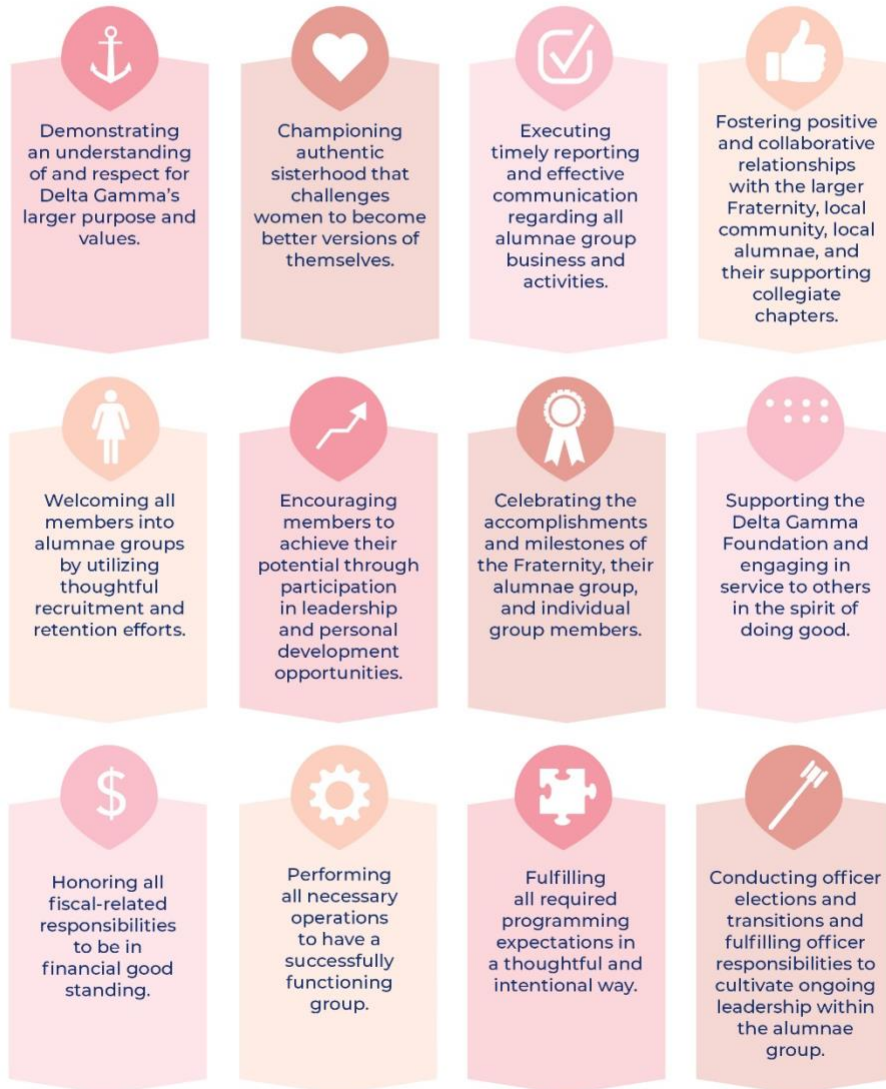 Demonstrating
an understanding
of and respect for
Delta Gamma's
larger purpose and
values.
Championing
authentic
sisterhood that
challenges
women to become
better versions of
themselves.
Executing
timely reporting
and effective
communication
regarding all
alumnae group
business and
activities.
Fostering positive
and collaborative
relationships
with the larger
Fraternity, local
community, local
alumnae, and
their supporting
collegiate
chapters.
Welcoming all
members into
alumnae groups
by utilizing
thoughtful
recruitment and
retention efforts.
Encouraging
members to
achieve their
potential through
participation
in leadership
and personal
development
opportunities.
Celebrating the
accomplishments
and milestones of
the Fraternity, their
alumnae group,
and individual
group members.
Supporting the
Delta Gamma
Foundation and
engaging in
service to others
in the spirit of
doing good.
$
Honoring all
fiscal-related
responsibilities
to be in
financial good
standing.
Performing
all necessary
operations
to have a
successfully
functioning
group.
Fulfilling
all required
programming
expectations in
a thoughtful and
intentional way.
Conducting officer
elections and
transitions and
fulfilling officer
responsibilities to
cultivate ongoing
leadership within
the alumnae
group.